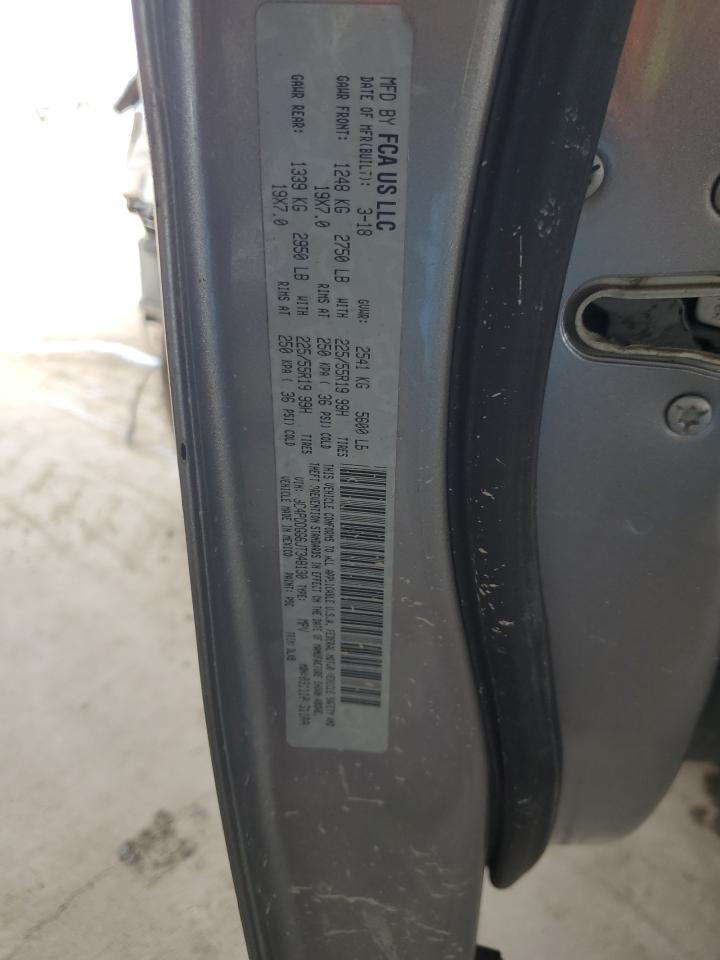 MFD BY FCA US LLC
DATE OF MFR(BUILT): 3-18 GVWR: 2541 KG 5600 LB
GAWR FRONT: 1248 KG 2750 LB WITH 225/55R19 99H TIRES
19X7.0 RIMS AT 250 KPA ( 36 PSI) COLD
GAWR REAR: 1339 KG 2950 LB WITH 225/55R19 99H TIRES
19X7.0 RIMS AT 250 KPA ( 36 PSI) COLD
THIS VEHICLE CONFORMS TO ALL APPLICABLE U.S.A. FEDERAL MOTOR VEHICLE SAFETY AND
THEFT PREVENTION STANDARDS IN EFFECT ON THE DATE OF MANUFACTURE SHOWN ABOVE.
VIN: 3C4PDDGG6JT348130 TYPE: MPV
VEHICLE MADE IN MEXICO PAINT: PDC TRIM: